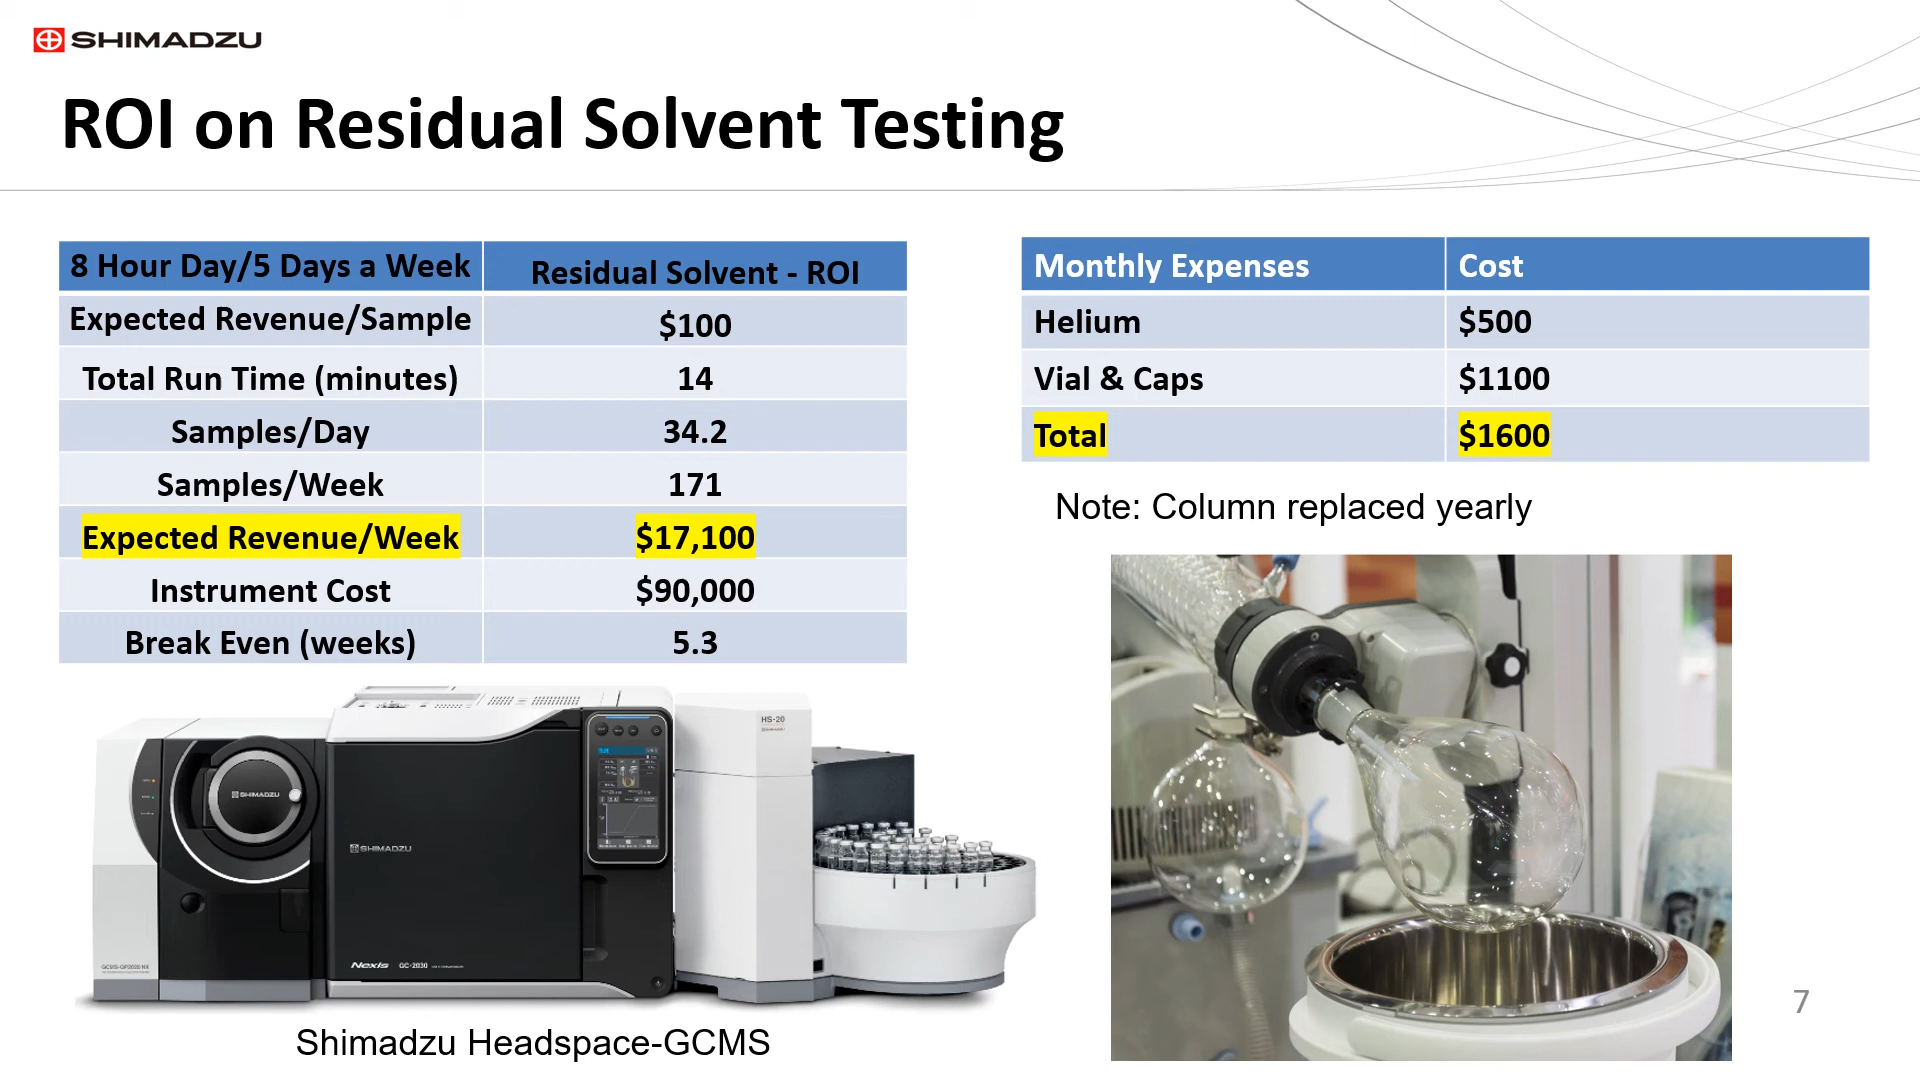 SHIMADZU
ROI on Residual Solvent Testing
8 Hour Day/5 Days a Week Residual Solvent - ROI
Expected Revenue/Sample $100
Total Run Time (minutes) 14
Samples/Day 34.2
Samples/Week 171
Expected Revenue/Week $17,100
Instrument Cost $90,000
Break Even (weeks) 5.3
Monthly Expenses Cost
Helium $500
Vial & Caps $1100
Total $1600
Note: Column replaced yearly
HS-20
SHIMADZU
SHIMADZU
Nexis GC-2030
Shimadzu Headspace-GCMS
7